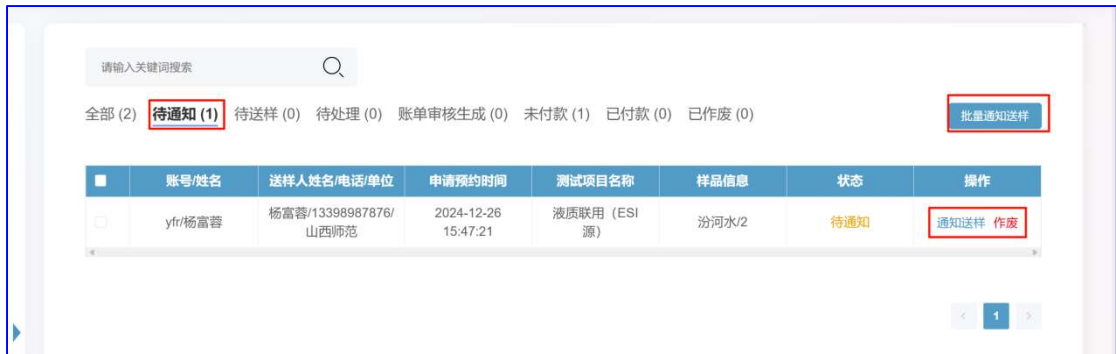 请输入关键词搜索
全部 (2) 待通知 (1) 待送样 (0) 待处理 (0) 账单审核生成 (0) 未付款 (1) 已付款 (0) 已作废 (0) 批量通知送样
账号/姓名 送样人姓名/电话/单位 申请预约时间 测试项目名称 样品信息 状态 操作
yfr/杨富蓉 杨富蓉/13398987876/ 2024-12-26 液质联用（ESI 汾河水/2 待通知 通知送样 作废
山西师范 15:47:21 源）
1